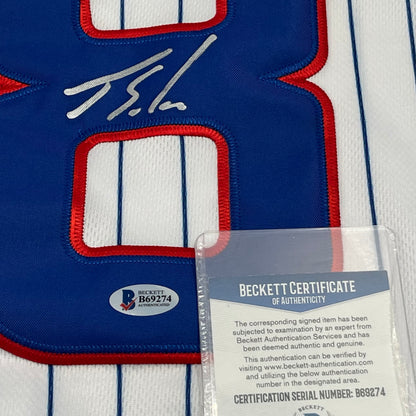 8
BECKETT
B69274
AUTHENTICATED
BECKETT CERTIFICATE
OF AUTHENTICITY
The corresponding signed item has been
subjected to examination by an expert from
Beckett Authentication Services and has
been deemed authentic and genuine.
This authentication can be verified by
visiting www.beckett-authentication.com
and utilizing the below authentication
number in the designated area.
CERTIFICATION SERIAL NUMBER: B69274